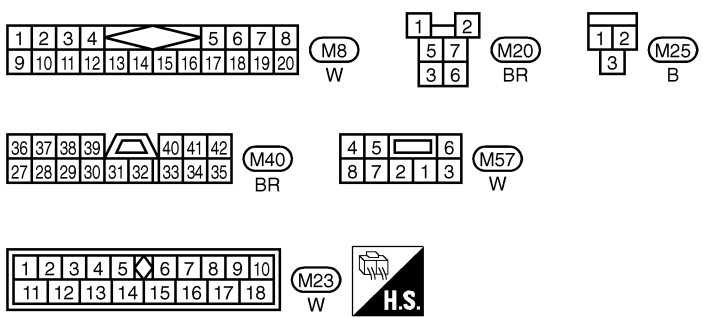 1 2 3 4 5 6 7 8
9 10 11 12 13 14 15 16 17 18 19 20
M8
W
1 2
5 7
3 6
M20
BR
1 2
3
M25
B
36 37 38 39 40 41 42
27 28 29 30 31 32 33 34 35
M40
BR
4 5 6
8 7 2 1 3
M57
W
1 2 3 4 5 6 7 8 9 10
11 12 13 14 15 16 17 18
M23
W
H.S.